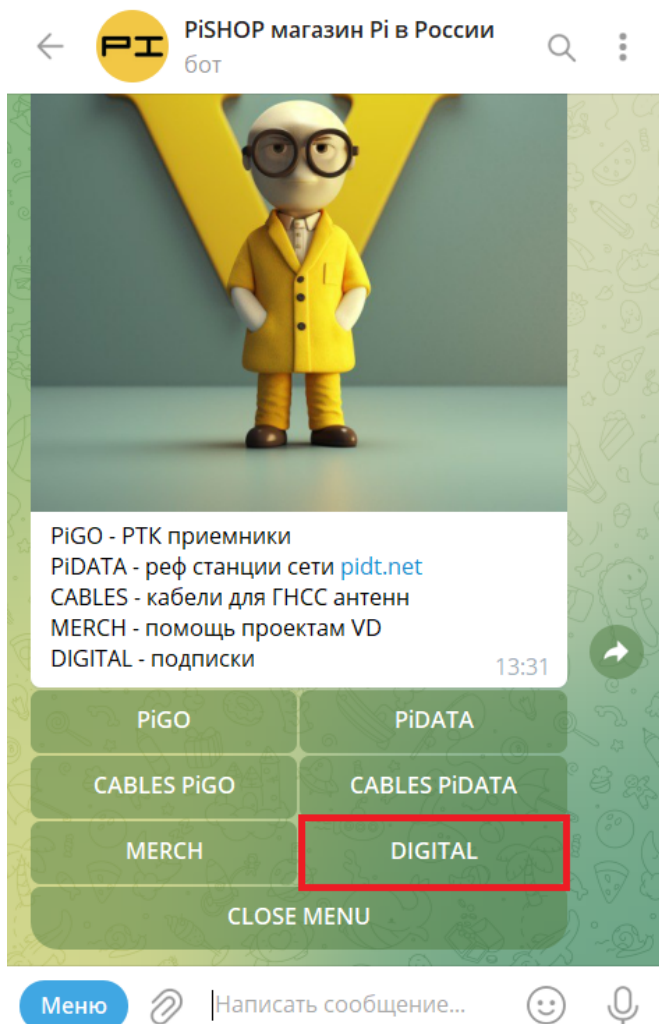 PI
PiSHOP магазин Pi в России
бот
PiGO - РТК приемники
PiDATA - реф станции сети pidt.net
CABLES - кабели для ГНСС антенн
MERCH - помощь проектам VD
DIGITAL - подписки
13:31
PiGO
PiDATA
CABLES PiGO
CABLES PiDATA
MERCH
DIGITAL
CLOSE MENU
Меню
Написать сообщение...